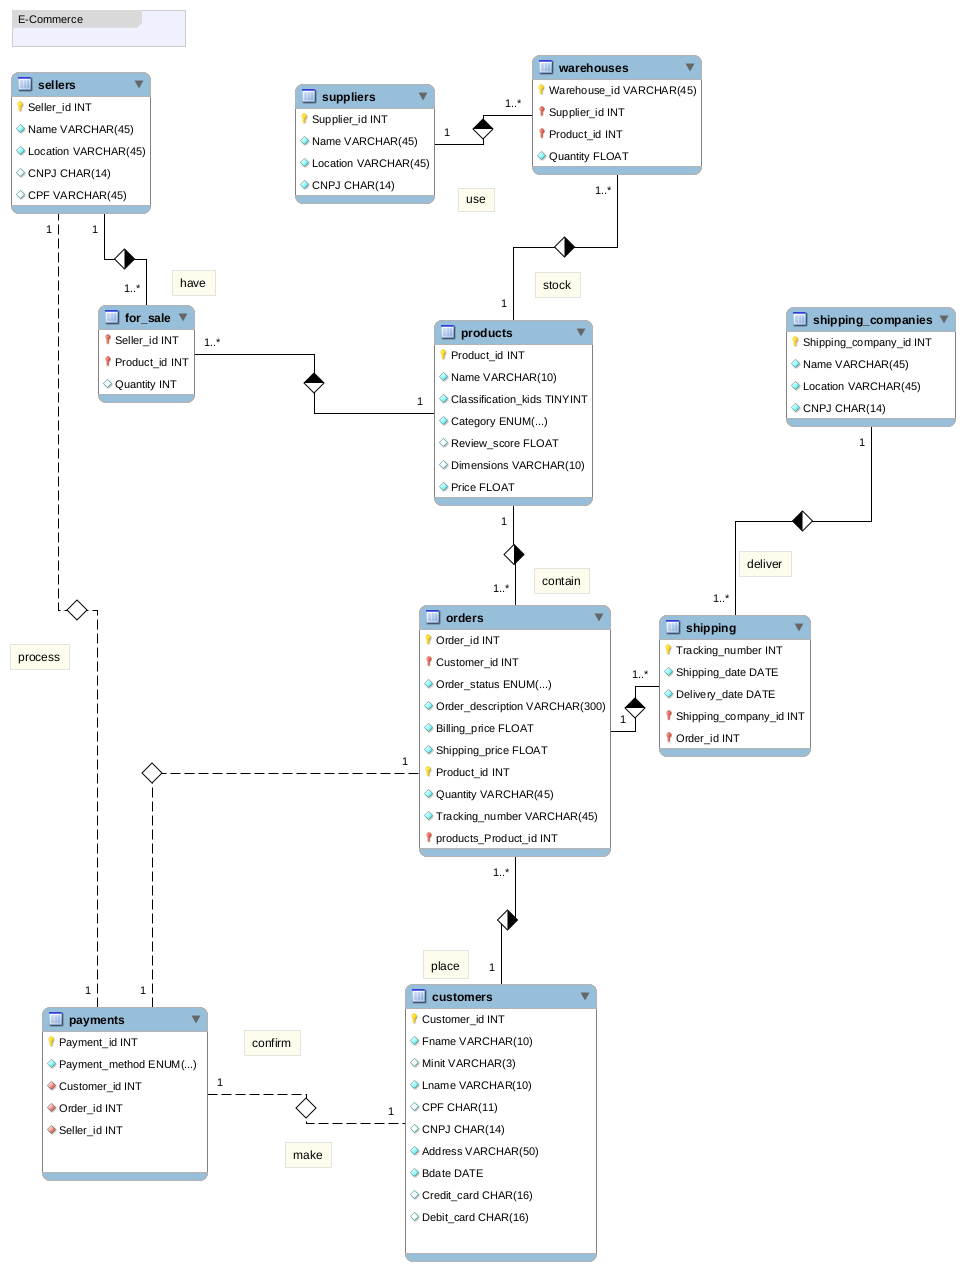 E-Commerce
sellers
Seller_id INT
Name VARCHAR(45)
Location VARCHAR(45)
CNPJ CHAR(14)
CPF VARCHAR(45)
suppliers
Supplier_id INT
Name VARCHAR(45)
Location VARCHAR(45)
CNPJ CHAR(14)
warehouses
Warehouse_id VARCHAR(45)
Supplier_id INT
Product_id INT
Quantity FLOAT
1
1..*
use
1..*
stock
1
1
1
have
1..*
for_sale
Seller_id INT
Product_id INT
Quantity INT
1..*
1
products
Product_id INT
Name VARCHAR(10)
Classification_kids TINYINT
Category ENUM(...)
Review_score FLOAT
Dimensions VARCHAR(10)
Price FLOAT
shipping_companies
Shipping_company_id INT
Name VARCHAR(45)
Location VARCHAR(45)
CNPJ CHAR(14)
1
deliver
1..*
1
contain
1..*
process
orders
Order_id INT
Customer_id INT
Order_status ENUM(...)
Order_description VARCHAR(300)
Billing_price FLOAT
Shipping_price FLOAT
Product_id INT
Quantity VARCHAR(45)
Tracking_number VARCHAR(45)
products_Product_id INT
shipping
Tracking_number INT
Shipping_date DATE
Delivery_date DATE
Shipping_company_id INT
Order_id INT
1..*
1
1
1..*
place
1
1
1
payments
Payment_id INT
Payment_method ENUM(...)
Customer_id INT
Order_id INT
Seller_id INT
confirm
1
1
make
customers
Customer_id INT
Fname VARCHAR(10)
Minit VARCHAR(3)
Lname VARCHAR(10)
CPF CHAR(11)
CNPJ CHAR(14)
Address VARCHAR(50)
Bdate DATE
Credit_card CHAR(16)
Debit_card CHAR(16)